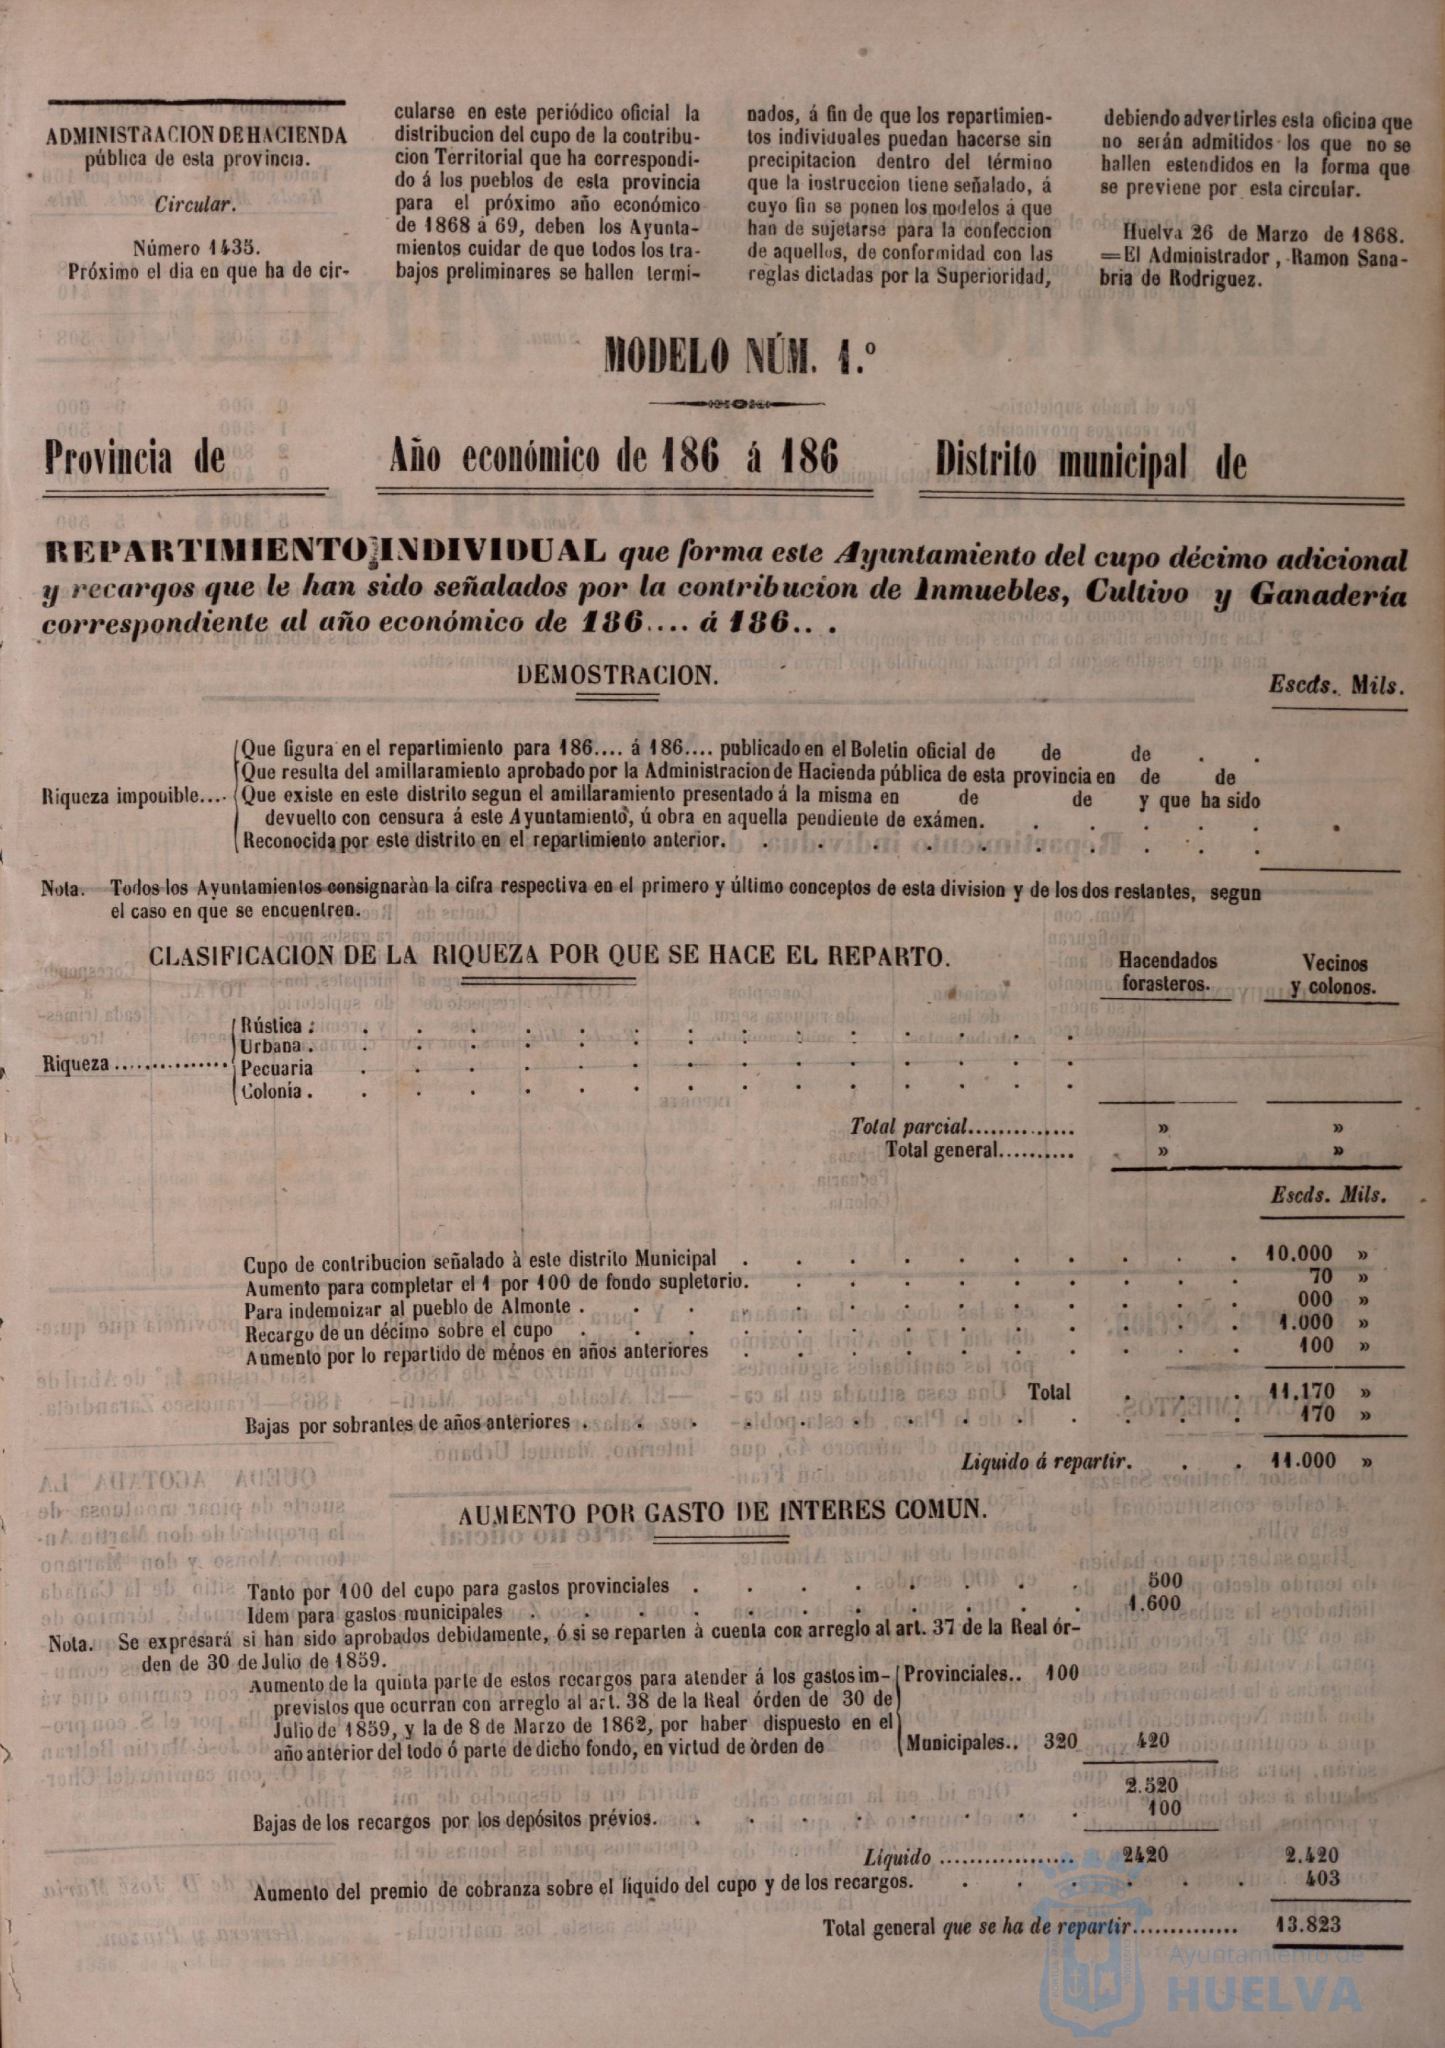 ADMINISTRACION DE HACIENDA
pública de esta provincia.
Circular.
Número 1435.
Próximo el dia en que ha de cir-
cularse en este periódico oficial la
distribucion del cupo de la contribu-
cion Territorial que ha correspondi-
do á los pueblos de esta provincia
para el próximo año económico
de 1868 á 69, deben los Ayunta-
mientos cuidar de que todos los tra-
bajos preliminares se hallen termi-
nados, á fin de que los repartimien-
tos individuales puedan hacerse sin
precipitacion dentro del término
que la instruccion tiene señalado, á
cuyo fin se ponen los modelos á que
han de sujetarse para la confeccion
de aquellos, de conformidad con las
reglas dictadas por la Superioridad,
debiendo advertirles esta oficina que
no serán admitidos los que no se
hallen estendidos en la forma que
se previene por esta circular.
Huelva 26 de Marzo de 1868.
=El Administrador, Ramon Sana-
bria de Rodriguez.
MODELO NÚM. 1.º
Provincia de Año económico de 186 á 186 Distrito municipal de
REPARTIMIENTO INDIVIDUAL que forma este Ayuntamiento del cupo décimo adicional
y recargos que le han sido señalados por la contribucion de Inmuebles, Cultivo y Ganadería
correspondiente al año económico de 186.... á 186...
DEMOSTRACION.
Escds. Mils.
Que figura en el repartimiento para 186.... á 186.... publicado en el Boletin oficial de de de . .
Que resulta del amillaramiento aprobado por la Administracion de Hacienda pública de esta provincia en de de
Riqueza imponible.... Que existe en este distrito segun el amillaramiento presentado á la misma en de de y que ha sido
devuelto con censura á este Ayuntamiento, ú obra en aquella pendiente de exámen. . . . . .
Reconocida por este distrito en el repartimiento anterior. . . . . . . . . . .
Nota. Todos los Ayuntamientos consignaràn la cifra respectiva en el primero y último conceptos de esta division y de los dos restantes, segun
el caso en que se encuentren.
CLASIFICACION DE LA RIQUEZA POR QUE SE HACE EL REPARTO.
Hacendados forasteros. Vecinos y colonos.
Rústica : . . . . . . . . . . . . . .
Urbana . . . . . . . . . . . . . . .
Riqueza.............. Pecuaria . . . . . . . . . . . . . .
Colonía . . . . . . . . . . . . . . .
Total parcial.............. » »
Total general.......... » »
Escds. Mils.
Cupo de contribucion señalado à este distrito Municipal . . . . . . . . . . 10.000 »
Aumento para completar el 1 por 100 de fondo supletorio. . . . . . . . . . 70 »
Para indemnizar al pueblo de Almonte . . . . . . . . . . . . . 000 »
Recargo de un décimo sobre el cupo . . . . . . . . . . . . . 1.000 »
Aumento por lo repartido de ménos en años anteriores . . . . . . . . . . 100 »
Total . . . 11.170 »
Bajas por sobrantes de años anteriores . . . . . . . . . . . . . 170 »
Liquido á repartir. . . 11.000 »
AUMENTO POR GASTO DE INTERES COMUN.
Tanto por 100 del cupo para gastos provinciales . . . . . . . . 500
Idem para gastos municipales . . . . . . . . . . . 1.600
Nota. Se expresará si han sido aprobados debidamente, ó si se reparten à cuenta con arreglo al art. 37 de la Real ór-
den de 30 de Julio de 1859.
Aumento de la quinta parte de estos recargos para atender á los gastos im- Provinciales.. 100
previstos que ocurran con arreglo al art. 38 de la Real órden de 30 de
Julio de 1859, y la de 8 de Marzo de 1862, por haber dispuesto en el
año anterior del todo ó parte de dicho fondo, en virtud de òrden de Municipales.. 320 420
2.520
Bajas de los recargos por los depósitos prévios. . . . . . . . . 100
Líquido .................. 2420 2.420
Aumento del premio de cobranza sobre el líquido del cupo y de los recargos. . . . . . . 403
Total general que se ha de repartir.............. 13.823
Ayuntamiento de
HUELVA